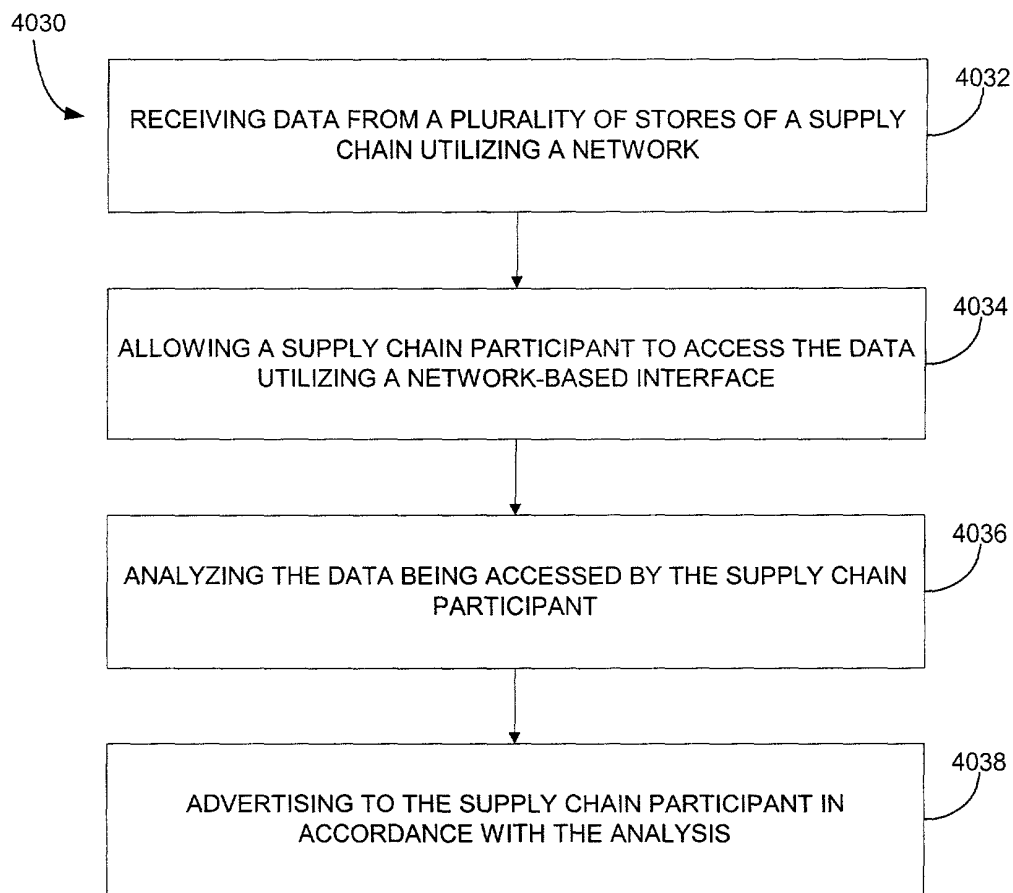 4030
RECEIVING DATA FROM A PLURALITY OF STORES OF A SUPPLY
CHAIN UTILIZING A NETWORK
4032
ALLOWING A SUPPLY CHAIN PARTICIPANT TO ACCESS THE DATA
UTILIZING A NETWORK-BASED INTERFACE
4034
ANALYZING THE DATA BEING ACCESSED BY THE SUPPLY CHAIN
PARTICIPANT
4036
ADVERTISING TO THE SUPPLY CHAIN PARTICIPANT IN
ACCORDANCE WITH THE ANALYSIS
4038